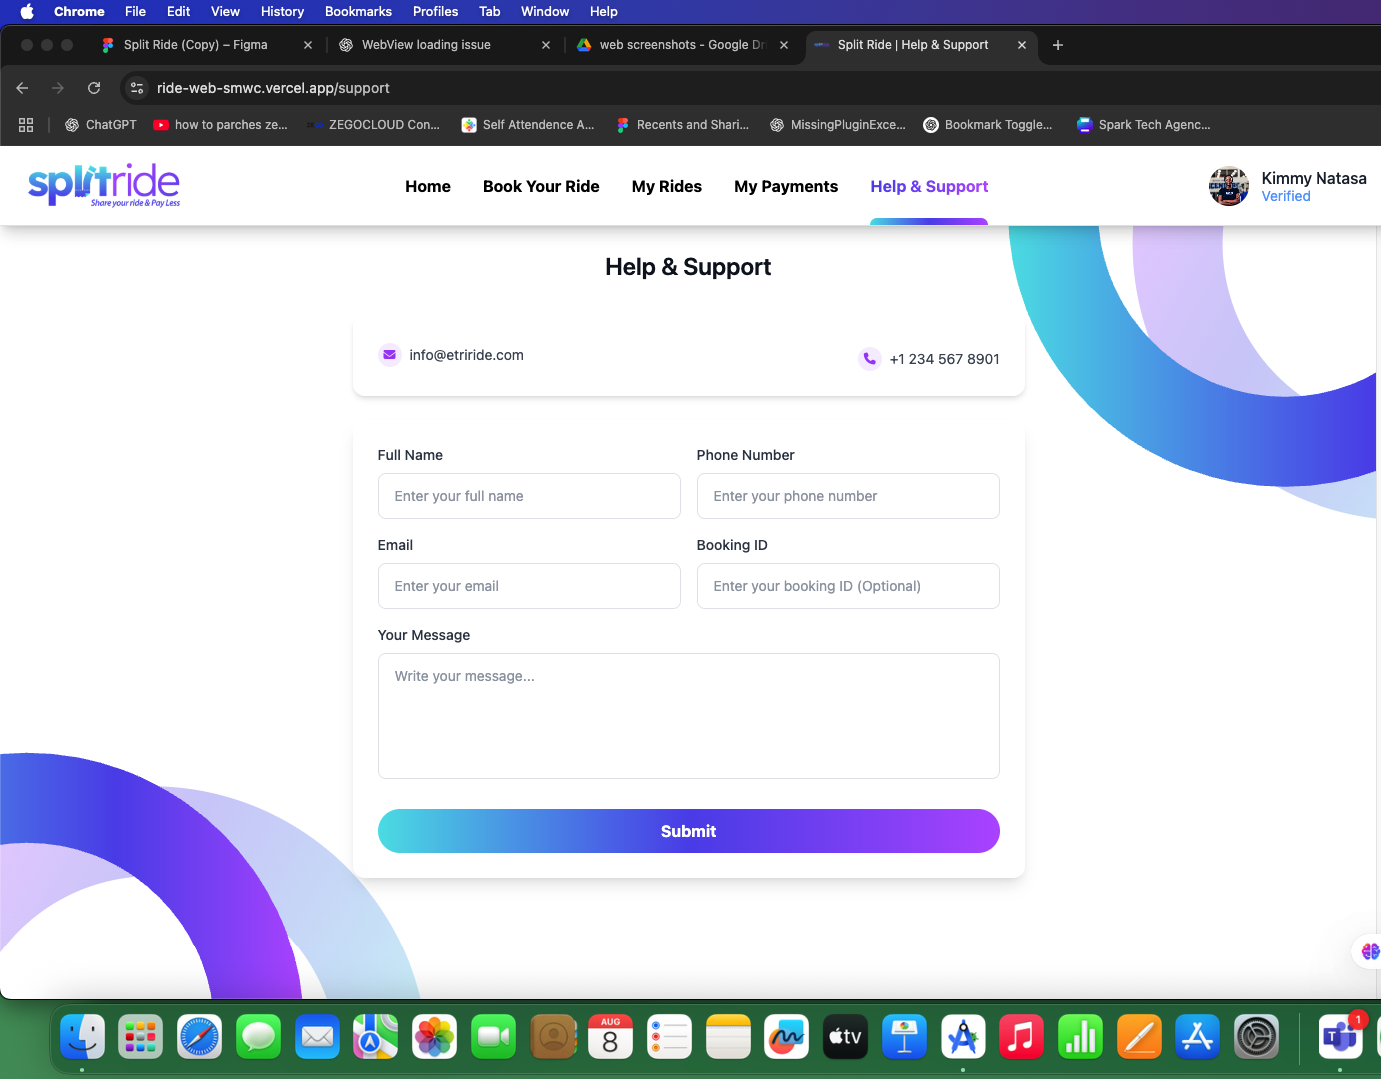 Chrome File Edit View History Bookmarks Profiles Tab Window Help
Split Ride (Copy) – Figma
WebView loading issue
web screenshots - Google Dr
Split Ride | Help & Support
ride-web-smwc.vercel.app/support
ChatGPT
how to parches ze...
ZEGOCLOUD Con...
Self Attendence A...
Recents and Shari...
MissingPluginExce...
Bookmark Toggle...
Spark Tech Agenc...
splitride
Share your ride & Pay Less
Home
Book Your Ride
My Rides
My Payments
Help & Support
Kimmy Natasa
Verified
Help & Support
info@etriride.com
+1 234 567 8901
Full Name
Phone Number
Enter your full name
Enter your phone number
Email
Booking ID
Enter your email
Enter your booking ID (Optional)
Your Message
Write your message...
Submit
AUG
8
tv
1